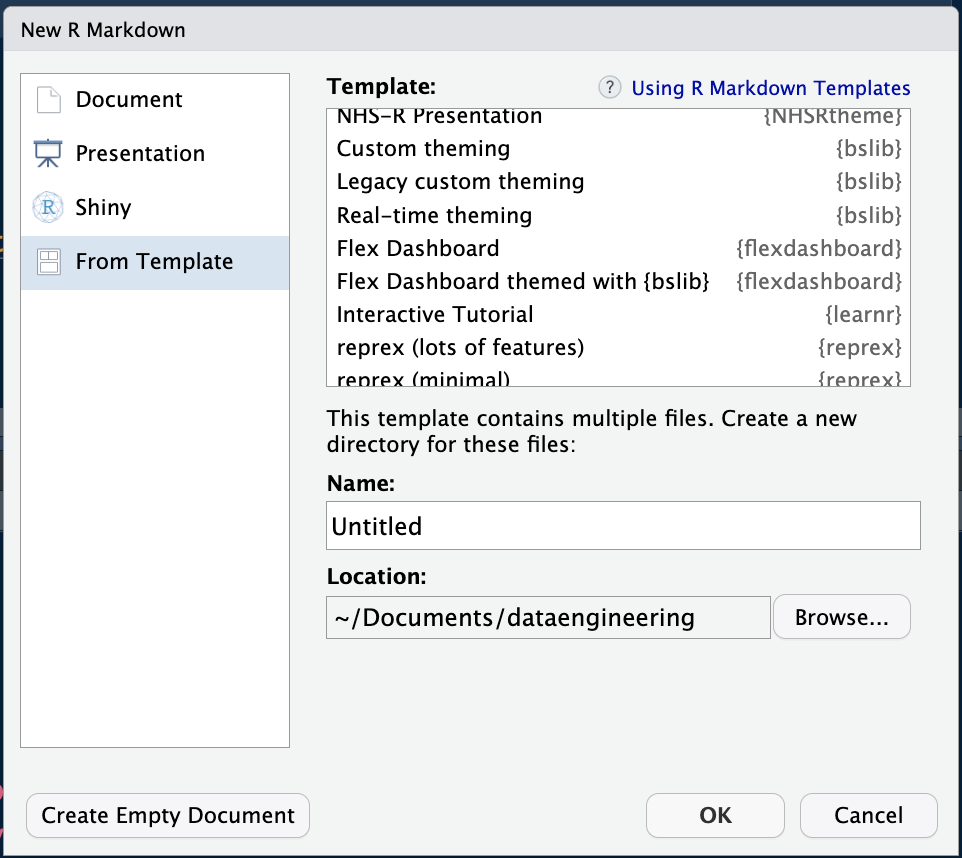 New R Markdown
Document
Presentation
Shiny
From Template
Template:
? Using R Markdown Templates
NHS-R Presentation {NHSRtheme}
Custom theming {bslib}
Legacy custom theming {bslib}
Real-time theming {bslib}
Flex Dashboard {flexdashboard}
Flex Dashboard themed with {bslib} {flexdashboard}
Interactive Tutorial {learnr}
reprex (lots of features) {reprex}
reprex (minimal) {reprex}
This template contains multiple files. Create a new
directory for these files:
Name:
Untitled
Location:
~/Documents/dataengineering
Browse...
Create Empty Document
OK
Cancel